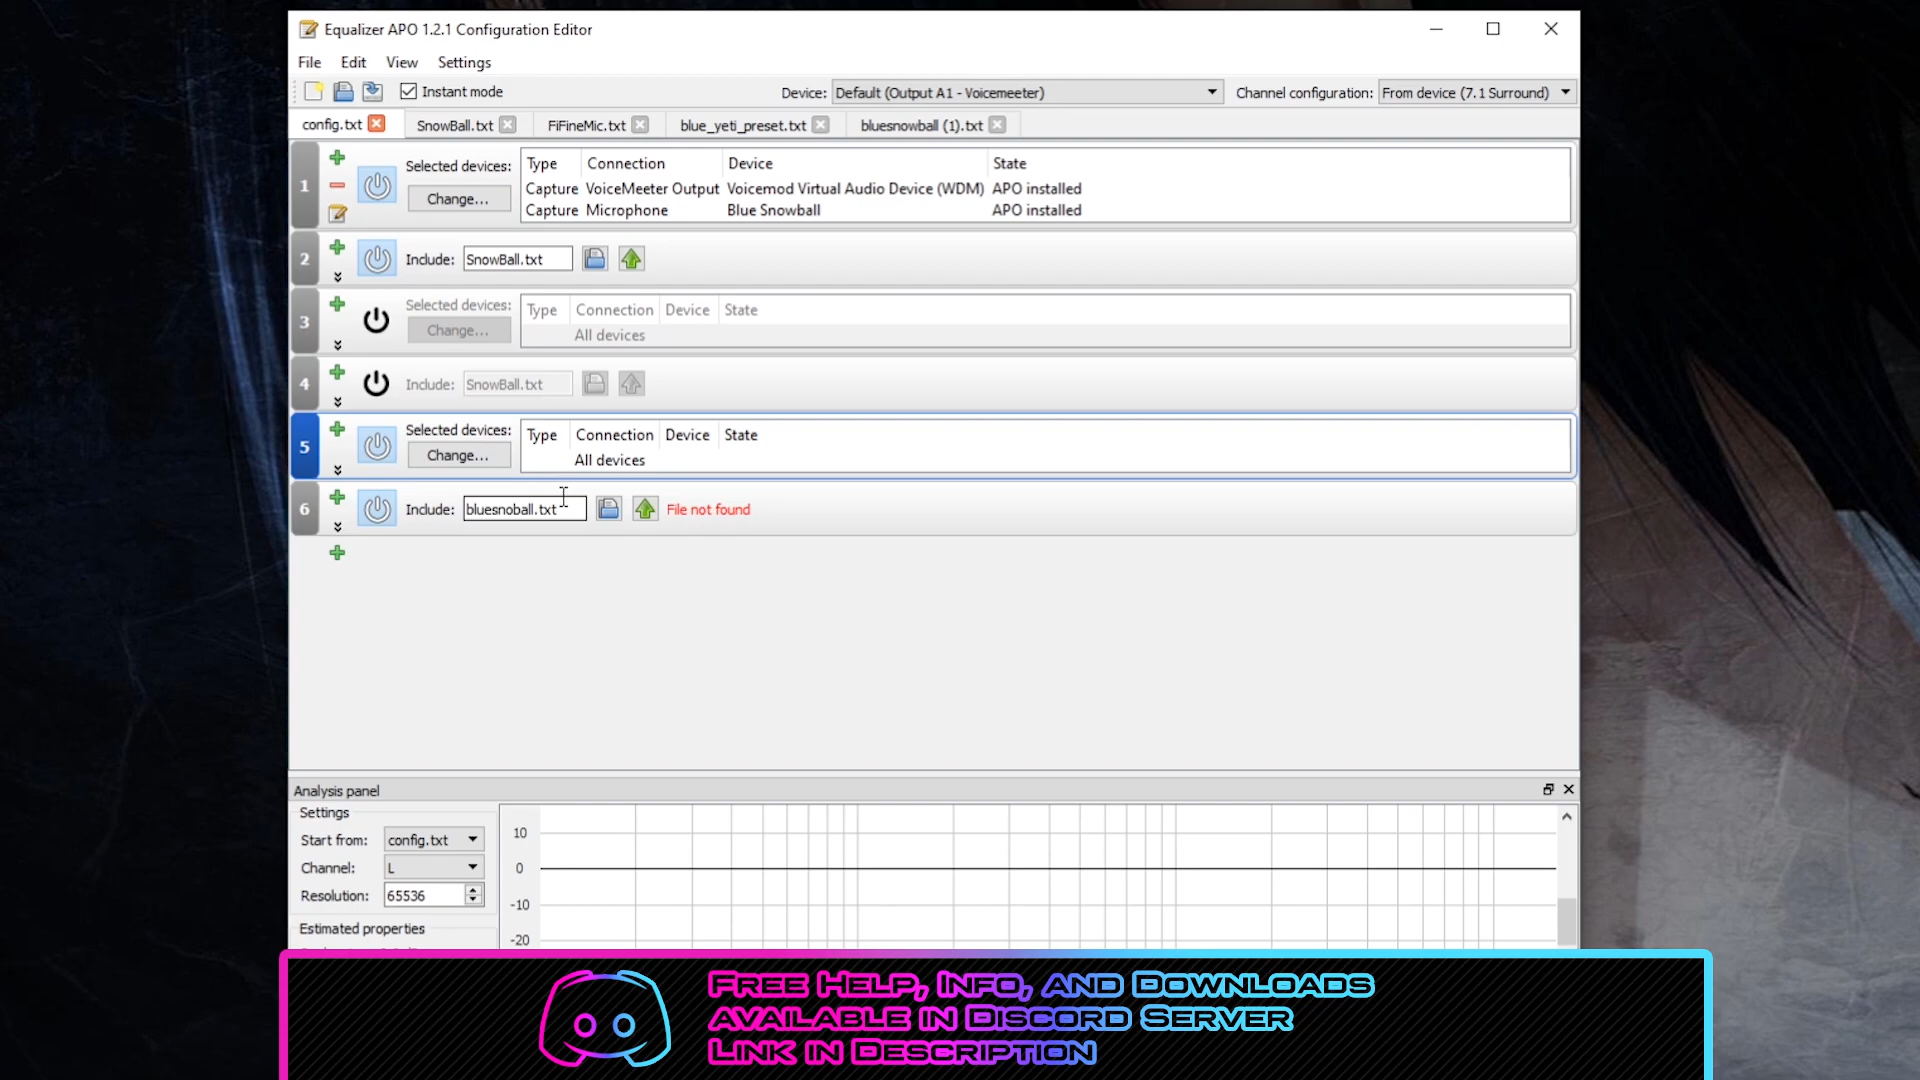 Equalizer APO 1.2.1 Configuration Editor
File Edit View Settings
Instant mode Device: Default (Output A1 - Voicemeeter) Channel configuration: From device (7.1 Surround)
config.txt SnowBall.txt FiFineMic.txt blue_yeti_preset.txt bluesnowball (1).txt
1 Selected devices: Change... Type Connection Device State
Capture VoiceMeeter Output Voicemod Virtual Audio Device (WDM) APO installed
Capture Microphone Blue Snowball APO installed
2 Include: SnowBall.txt
3 Selected devices: Change... Type Connection Device State
All devices
4 Include: SnowBall.txt
5 Selected devices: Change... Type Connection Device State
All devices
6 Include: bluesnoball.txt File not found
Analysis panel
Settings
Start from: config.txt
Channel: L
Resolution: 65536
Estimated properties
10
0
-10
-20
Free Help, Info, and Downloads
available in Discord Server
Link in Description